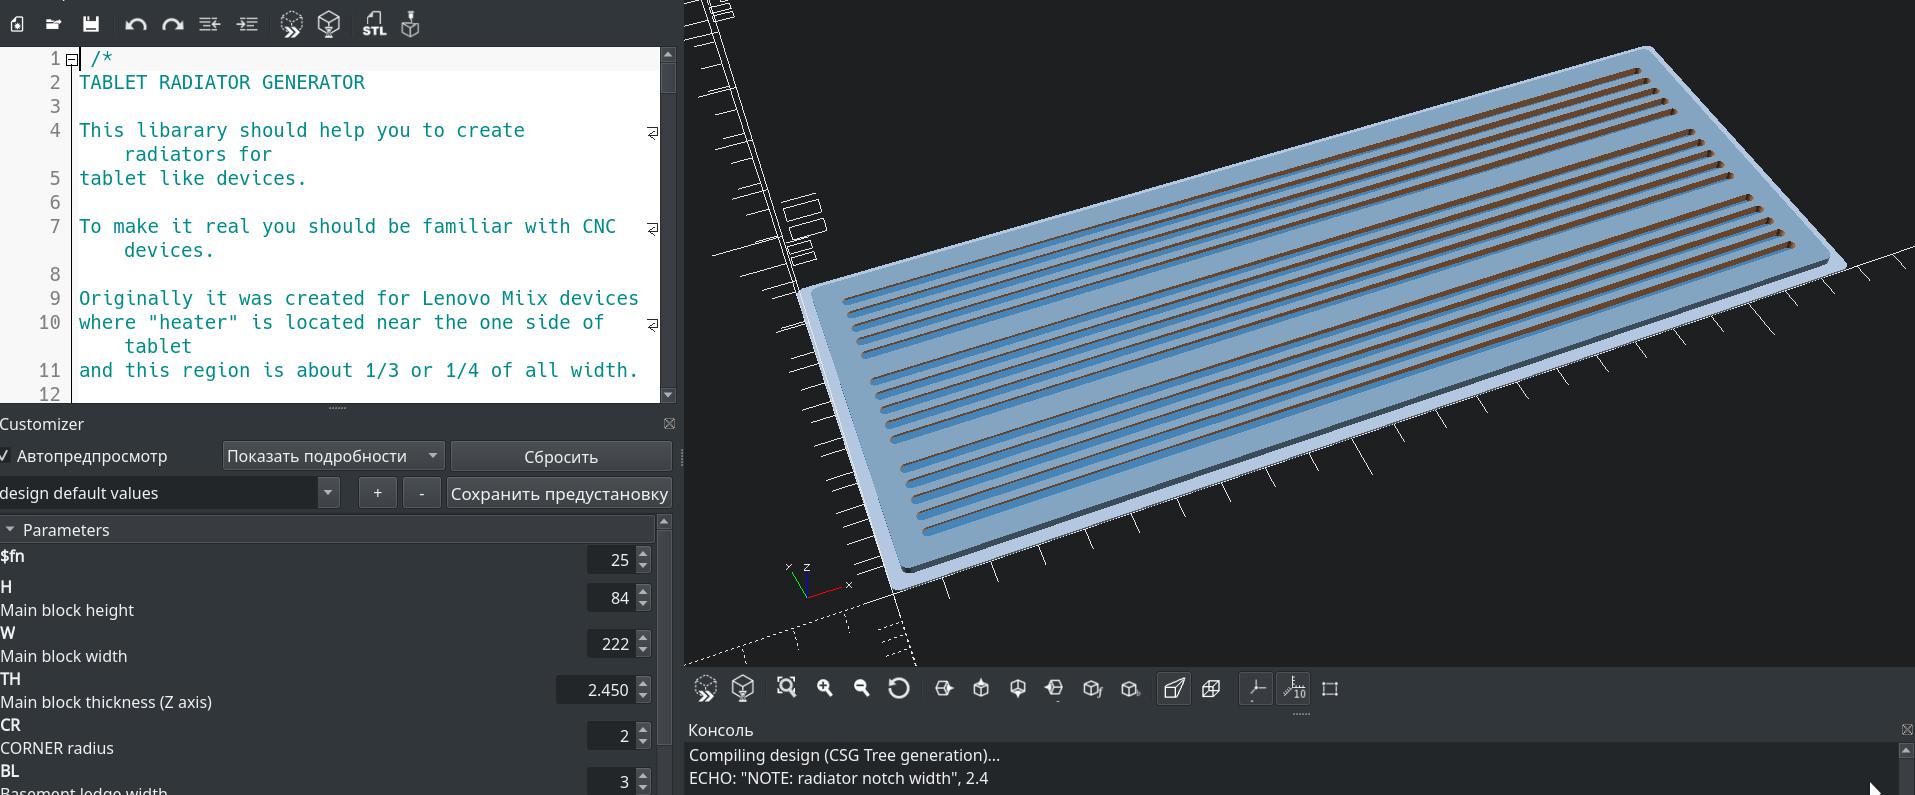 STL
1 /*
2 TABLET RADIATOR GENERATOR
3
4 This libarary should help you to create
radiators for
5 tablet like devices.
6
7 To make it real you should be familiar with CNC
devices.
8
9 Originally it was created for Lenovo Miix devices
10 where "heater" is located near the one side of
tablet
11 and this region is about 1/3 or 1/4 of all width.
12
Customizer
Автопредпросмотр Показать подробности Сбросить
design default values + - Сохранить предустановку
Parameters
$fn 25
H 84
Main block height
W 222
Main block width
TH 2.450
Main block thickness (Z axis)
CR 2
CORNER radius
BL 3
Basement ledge width
Y Z X
10
Консоль
Compiling design (CSG Tree generation)...
ECHO: "NOTE: radiator notch width", 2.4